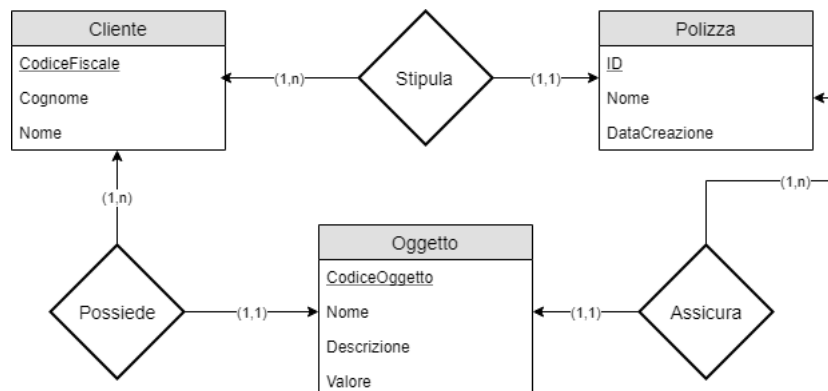 Cliente
CodiceFiscale
Cognome
Nome
(1,n)
Stipula
(1,1)
Polizza
ID
Nome
DataCreazione
(1,n)
(1,n)
Possiede
(1,1)
Oggetto
CodiceOggetto
Nome
Descrizione
Valore
(1,1)
Assicura